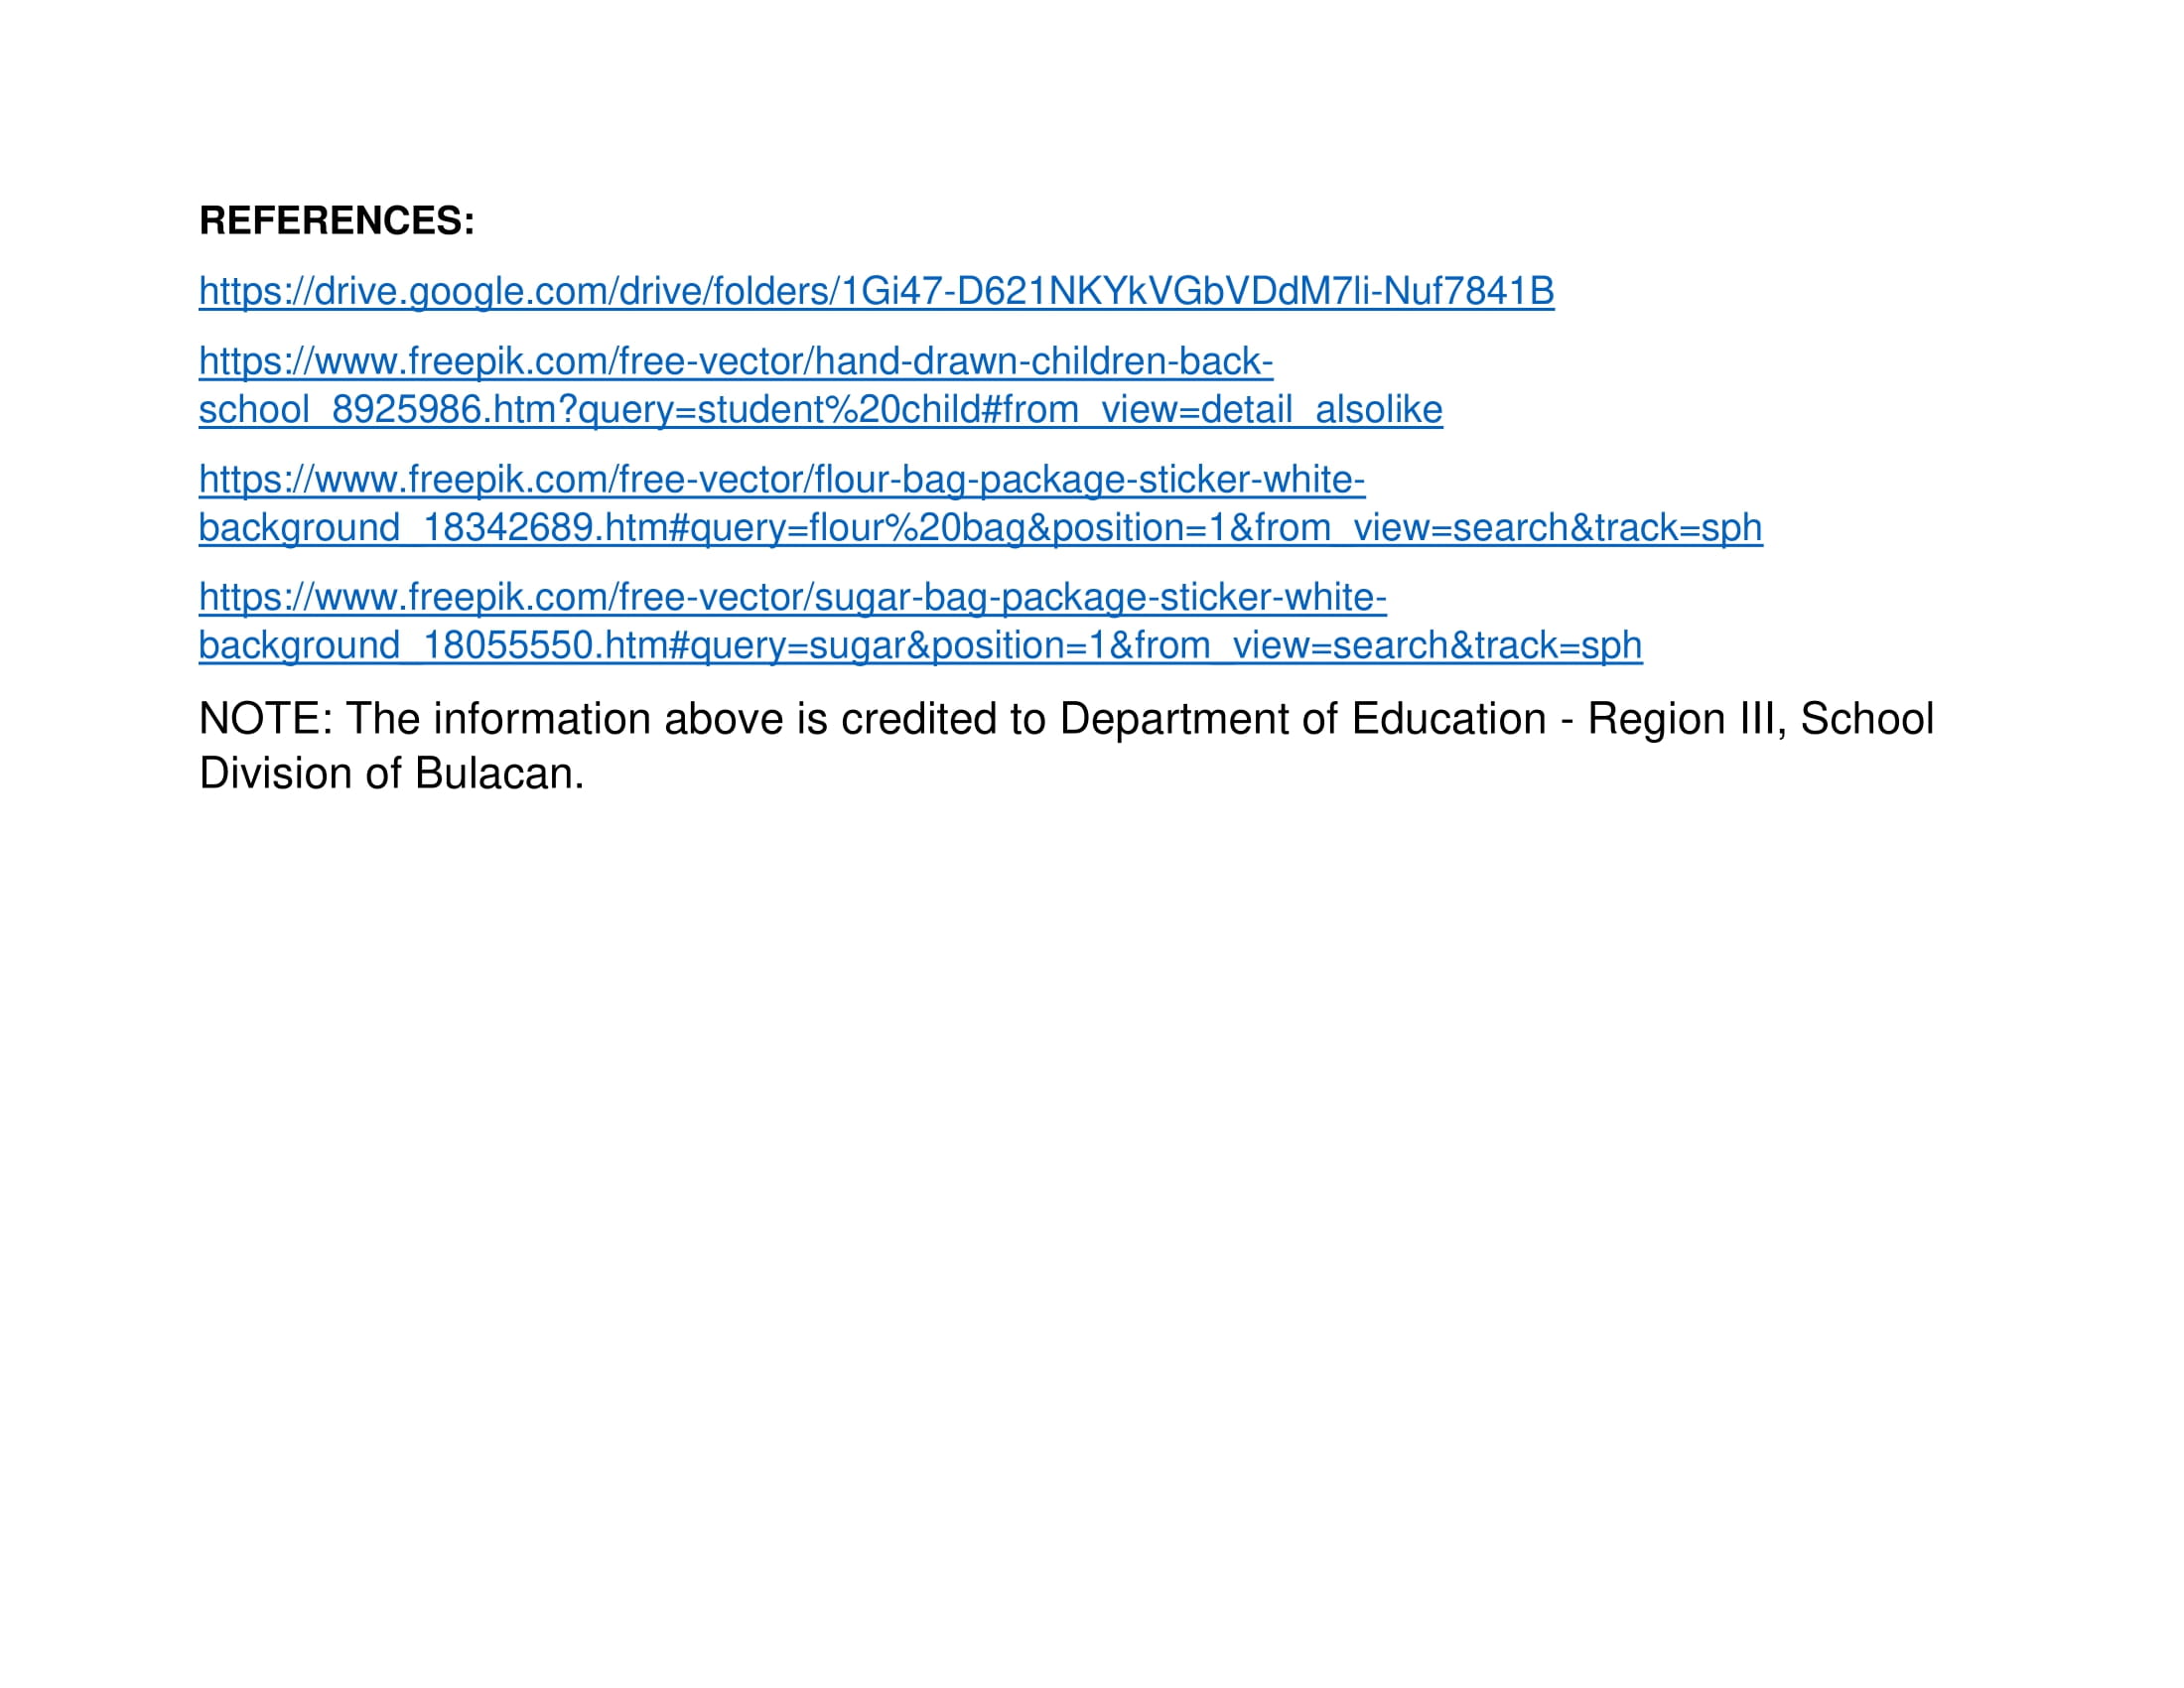 REFERENCES:
https://drive.google.com/drive/folders/1Gi47-D621NKYkVGbVDdM7li-Nuf7841B
https://www.freepik.com/free-vector/hand-drawn-children-back-
school_8925986.htm?query=student%20child#from_view=detail_alsolike
https://www.freepik.com/free-vector/flour-bag-package-sticker-white-
background_18342689.htm#query=flour%20bag&position=1&from_view=search&track=sph
https://www.freepik.com/free-vector/sugar-bag-package-sticker-white-
background_18055550.htm#query=sugar&position=1&from_view=search&track=sph
NOTE: The information above is credited to Department of Education - Region III, School
Division of Bulacan.